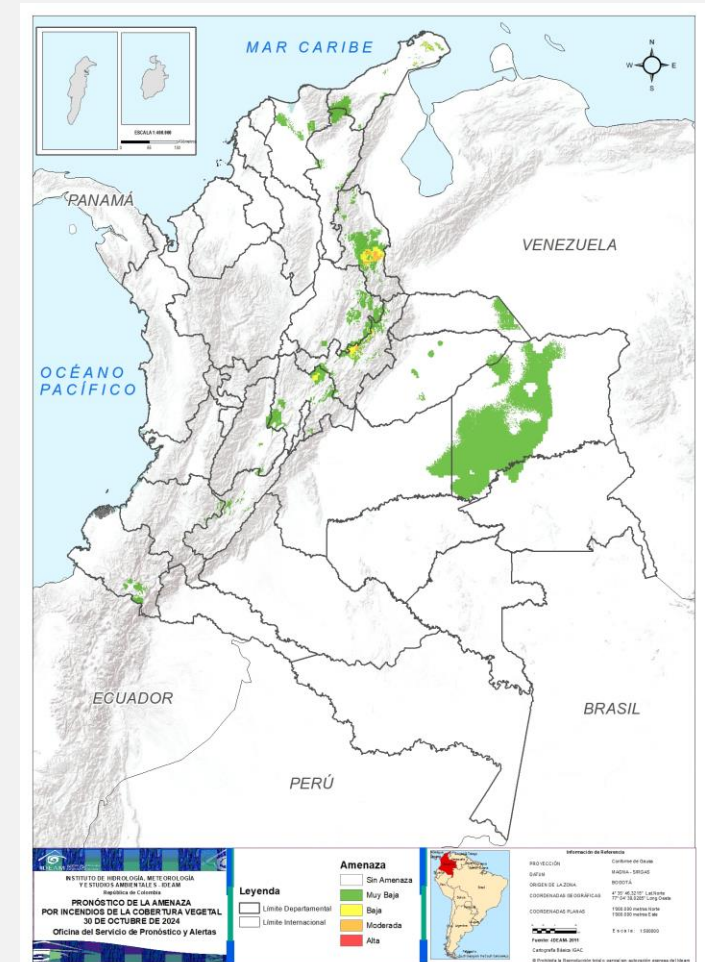 MAR CARIBE
N
W
E
S
ESCALA 1:400.000
PANAMÁ
VENEZUELA
OCÉANO
PACÍFICO
ECUADOR
BRASIL
PERÚ
INSTITUTO DE HIDROLOGÍA, METEOROLOGÍA
Y ESTUDIOS AMBIENTALES - IDEAM
República de Colombia
PRONÓSTICO DE LA AMENAZA
POR INCENDIOS DE LA COBERTURA VEGETAL
30 DE OCTUBRE DE 2024
Oficina del Servicio de Pronóstico y Alertas
Leyenda
Límite Departamental
Límite Internacional
Amenaza
Sin Amenaza
Muy Baja
Baja
Moderada
Alta
Información de Referencia
PROYECCIÓN
Conforme de Gauss
DATUM
MAGNA - SIRGAS
ORIGEN DE LA ZONA
BOGOTÁ
COORDENADAS GEOGRÁFICAS
COORDENADAS PLANAS
Fuente: IDEAM
Cartografía Básica IGAC